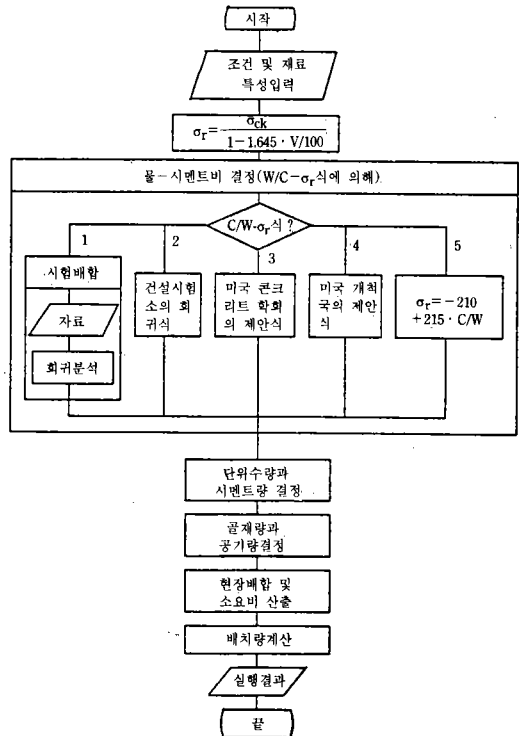 시작
조건 및 재료
특성입력
σr = σck / 1−1.645 · V/100
물−시멘트비 결정(W/C−σr식에 의해)
C/W-σr식 ?
1
2
3
4
5
시험배합
자료
회귀분석
건설시험
소의 회
귀식
미국 콘크
리트 학회
의 제안식
미국 개척
국의 제안
식
σr=−210
+215 · C/W
단위수량과
시멘트량 결정
골재량과
공기량결정
현장배합 및
소요비 산출
배치량계산
실행결과
끝